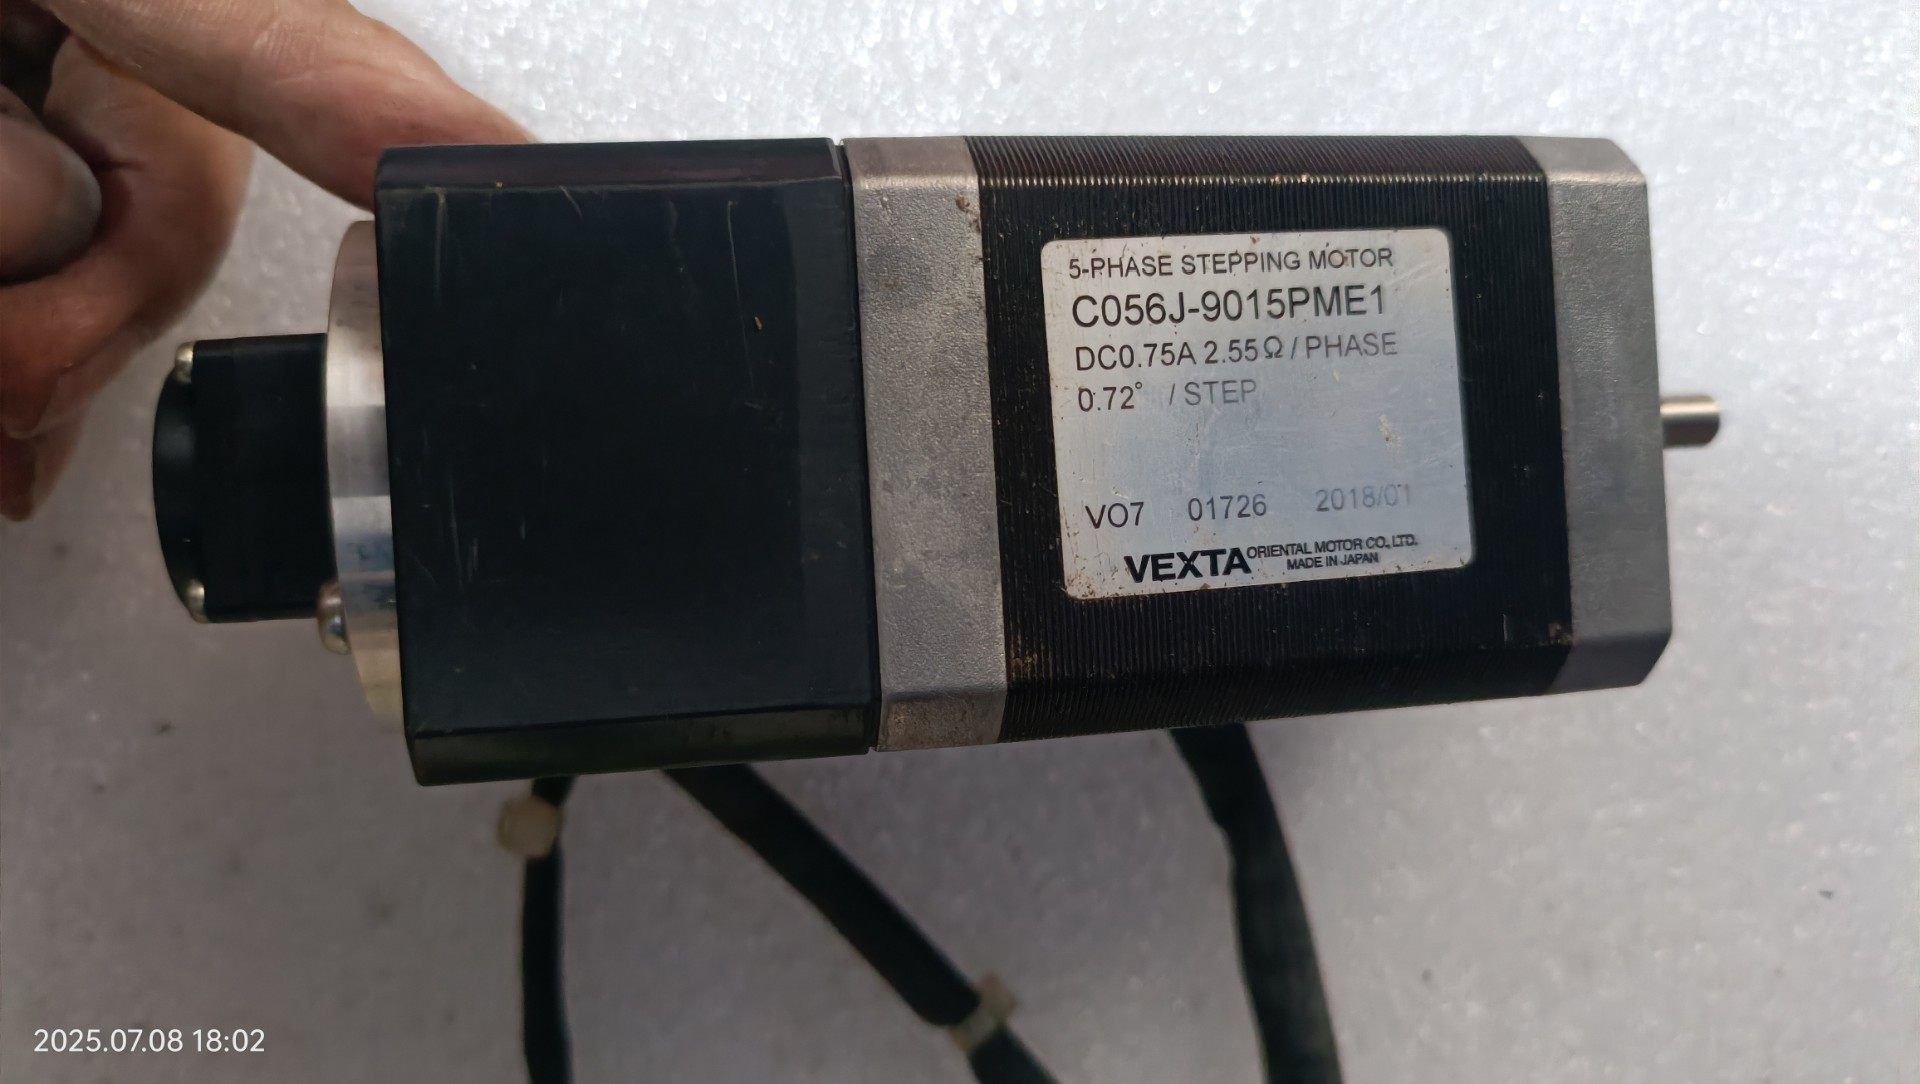 5-PHASE STEPPING MOTOR
C056J-9015PME1
DC0.75A 2.55Ω / PHASE
0.72° / STEP
VO7 01726 2018/01
VEXTA ORIENTAL MOTOR CO., LTD.
MADE IN JAPAN
2025.07.08 18:02